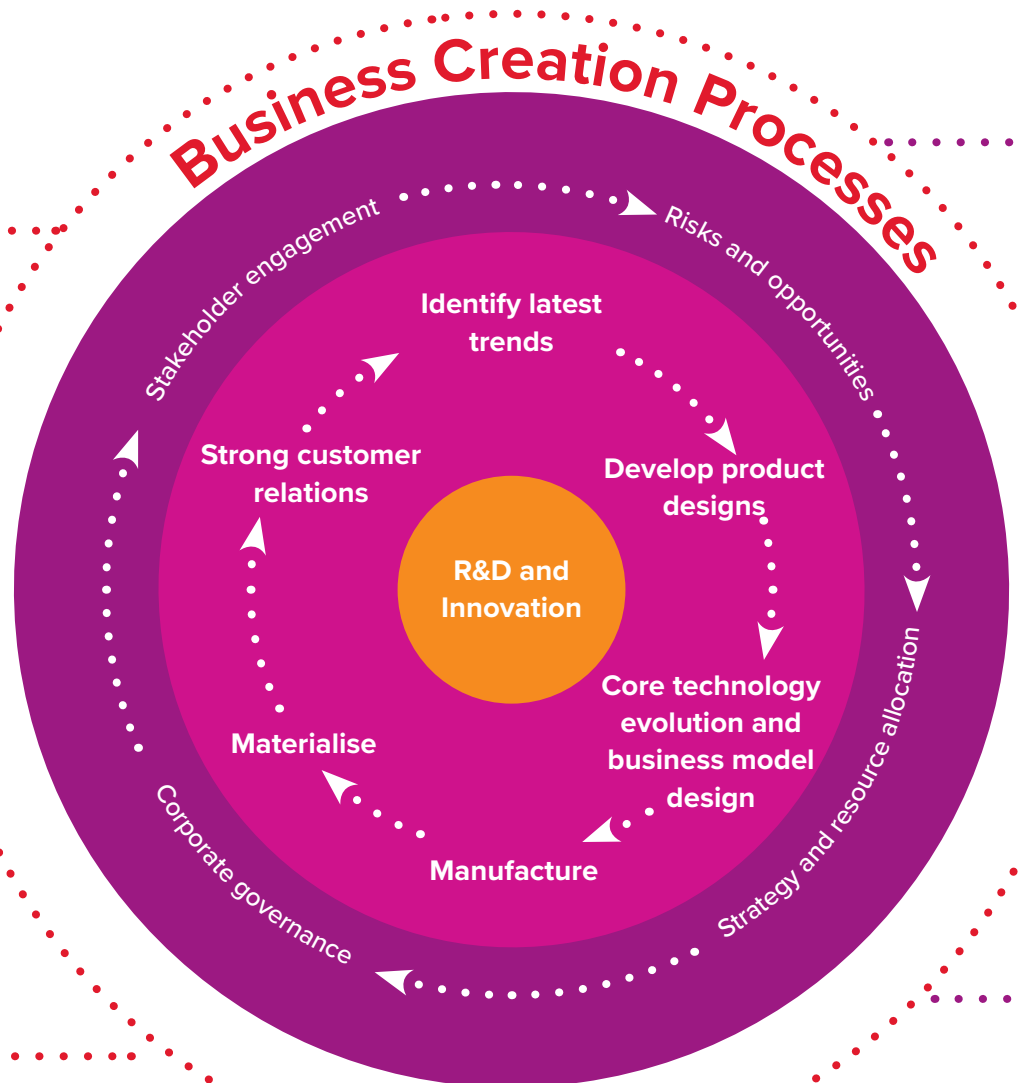 Business Creation Processes
Stakeholder engagement
Risks and opportunities
Strategy and resource allocation
Corporate governance
Identify latest
trends
Develop product
designs
Core technology
evolution and
business model
design
Manufacture
Materialise
Strong customer
relations
R&D and
Innovation